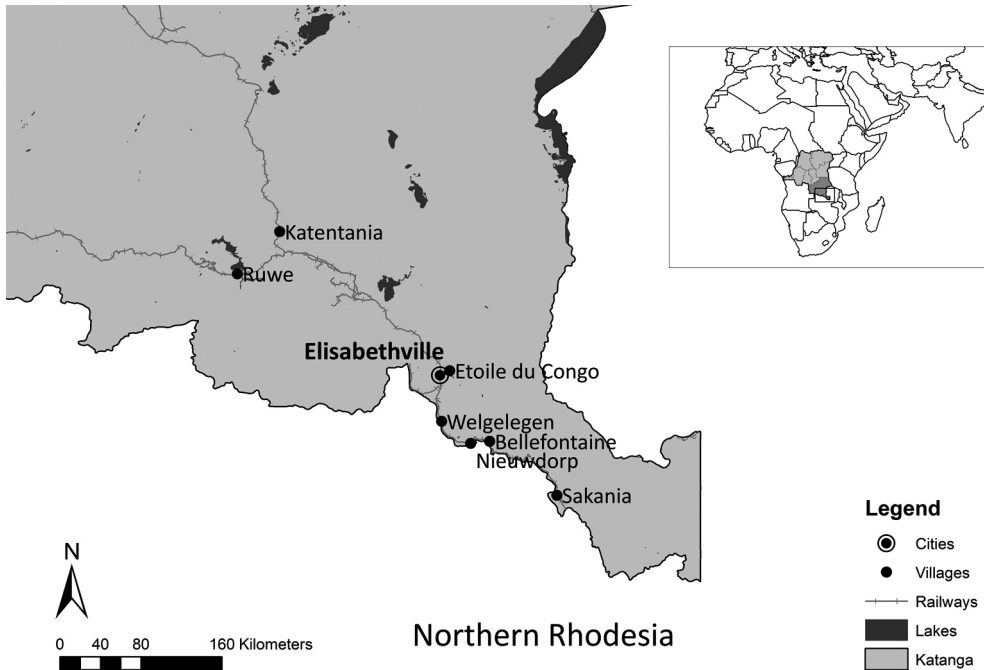 Katentania
Ruwe
Elisabethville
Etoile du Congo
Welgelegen
Bellefontaine
Nieuwdorp
Sakania
Legend
Cities
Villages
Railways
Lakes
Katanga
N
0 40 80 160 Kilometers
Northern Rhodesia